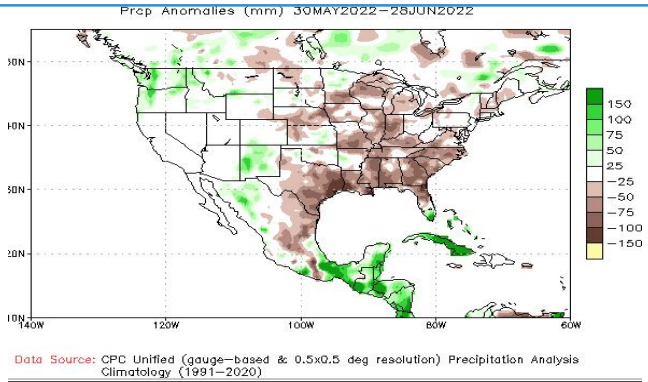 Prcp Anomalies (mm) 30MAY2022-28JUN2022
50N
40N
30N
20N
10N
140W 120W 100W 80W 60W
150
100
75
50
25
-25
-50
-75
-100
-150
Data Source: CPC Unified (gauge-based & 0.5x0.5 deg resolution) Precipitation Analysis
Climatology (1991-2020)